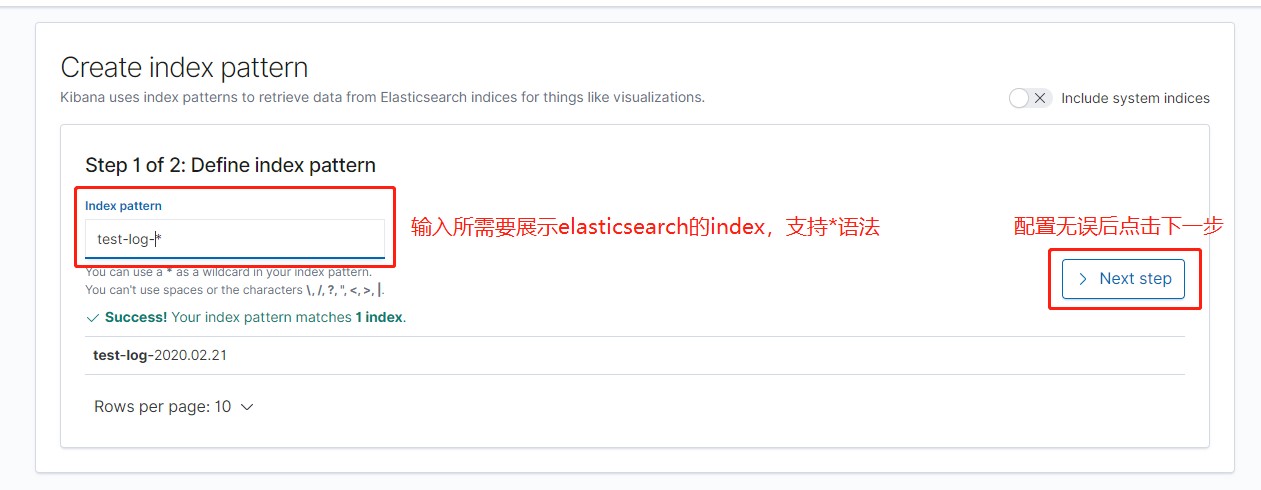 Create index pattern
Kibana uses index patterns to retrieve data from Elasticsearch indices for things like visualizations.
Include system indices
Step 1 of 2: Define index pattern
Index pattern
test-log-*
输入所需要展示elasticsearch的index，支持*语法
配置无误后点击下一步
You can use a * as a wildcard in your index pattern.
You can't use spaces or the characters \, /, ?, ", <, >, |.
Next step
Success! Your index pattern matches 1 index.
test-log-2020.02.21
Rows per page: 10